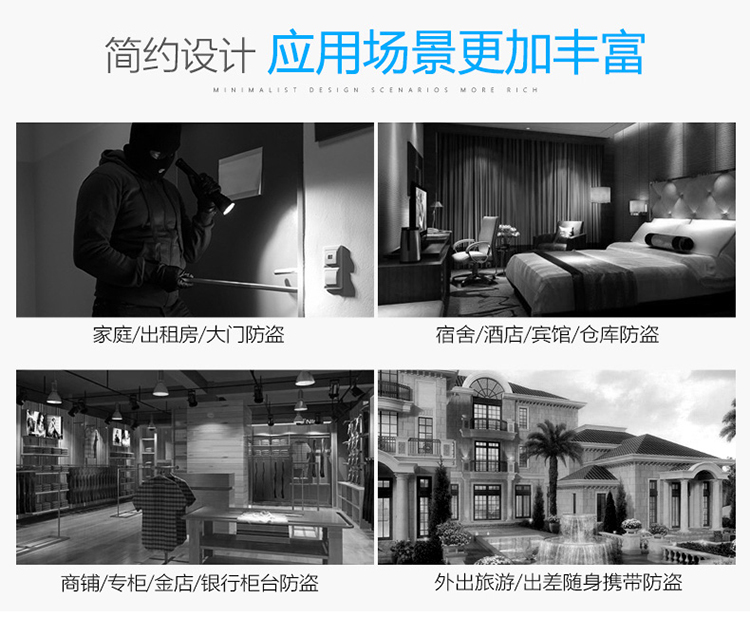 简约设计 应用场景更加丰富
MINIMALIST DESIGN SCENARIOS MORE RICH
家庭/出租房/大门防盗
宿舍/酒店/宾馆/仓库防盗
商铺/专柜/金店/银行柜台防盗
外出旅游/出差随身携带防盗